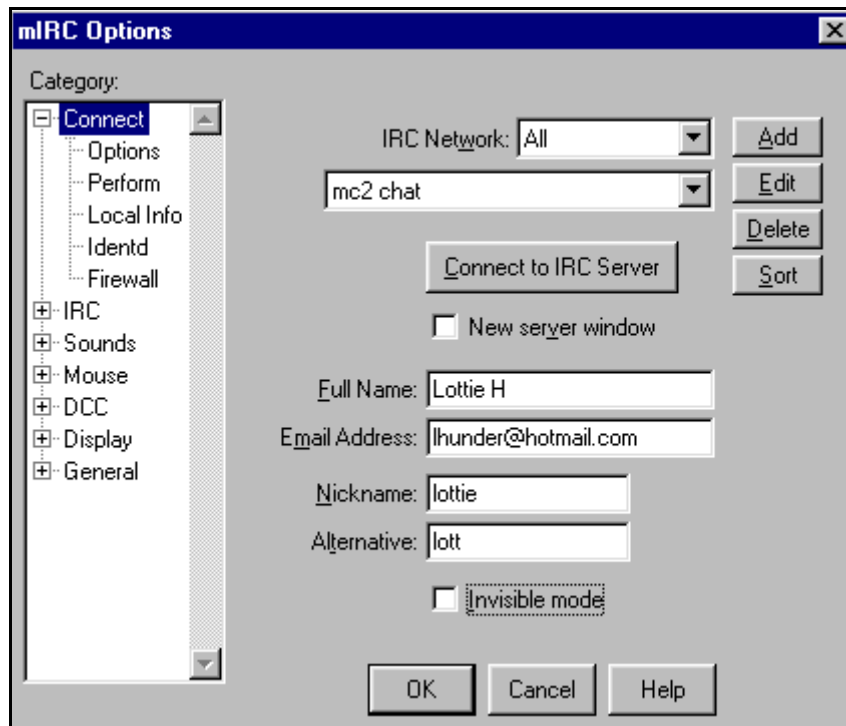 mIRC Options
Category:
Connect
Options
Perform
Local Info
Identd
Firewall
IRC
Sounds
Mouse
DCC
Display
General
IRC Network: All
Add
mc2 chat
Edit
Delete
Connect to IRC Server
Sort
New server window
Full Name: Lottie H
Email Address: lhunder@hotmail.com
Nickname: lottie
Alternative: lott
Invisible mode
OK Cancel Help